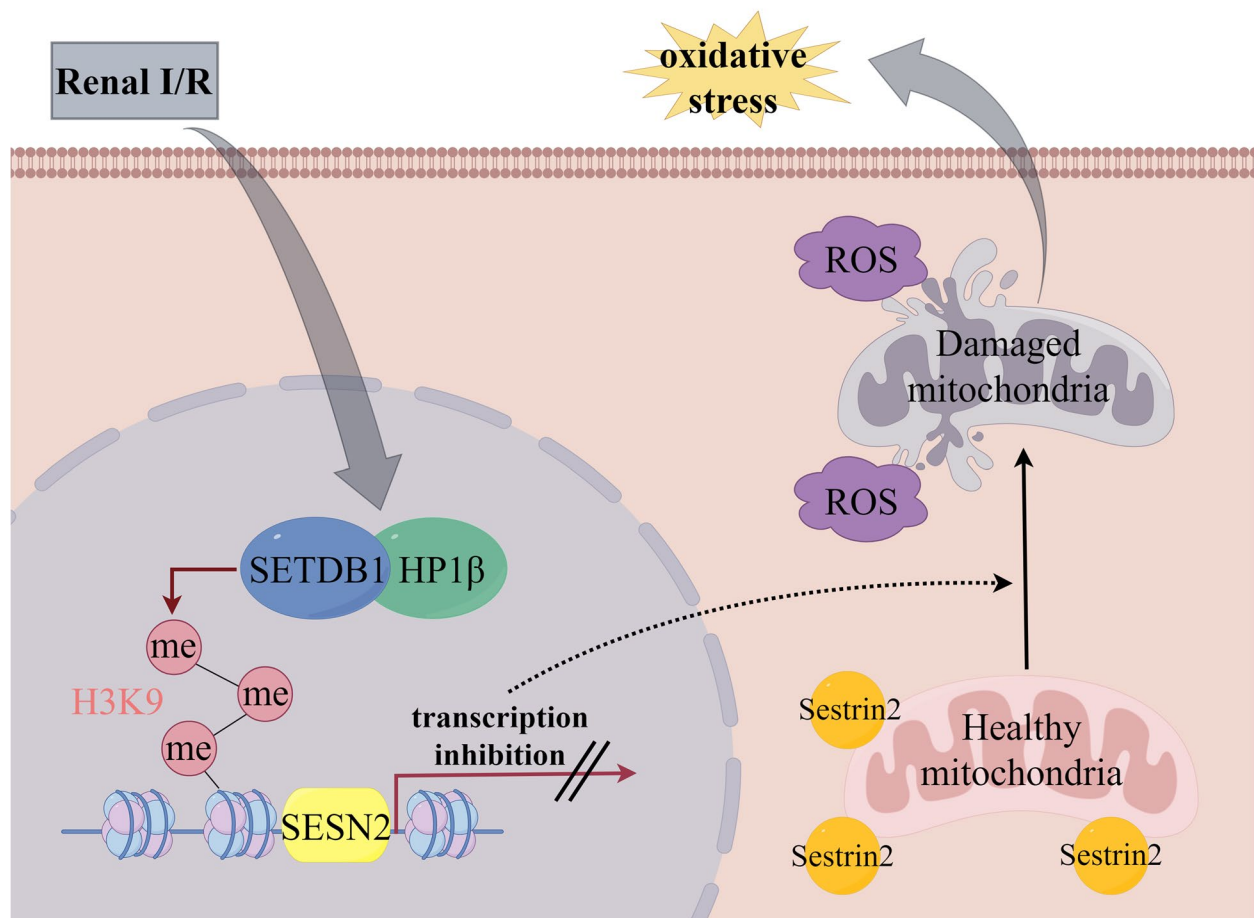 Renal I/R
oxidative
stress
ROS
Damaged
mitochondria
ROS
SETDB1
HP1β
me
me
H3K9
me
transcription
inhibition
SESN2
Sestrin2
Healthy
mitochondria
Sestrin2
Sestrin2